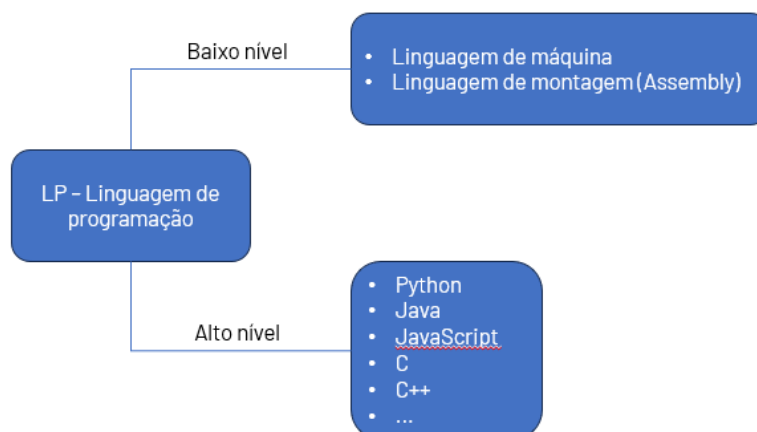 Baixo nível
• Linguagem de máquina
• Linguagem de montagem (Assembly)
LP – Linguagem de
programação
Alto nível
• Python
• Java
• JavaScript
• C
• C++
• ...